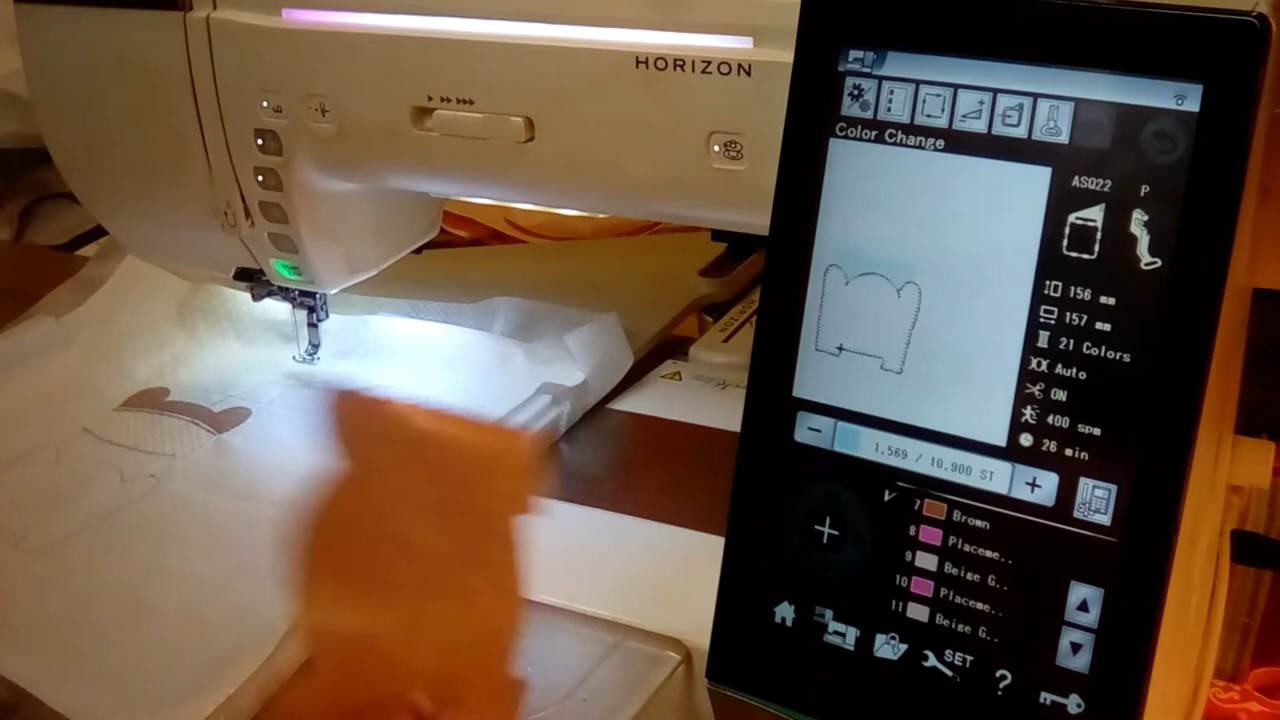 HORIZON
Color Change
ASQ22 P
156 mm
157 mm
21 Colors
Auto
ON
400 spm
26 min
− 1.569 / 10.900 ST +
7 Brown
8 Placeme..
9 Beige G..
10 Placeme..
11 Beige G..
SET
?
HORIZON